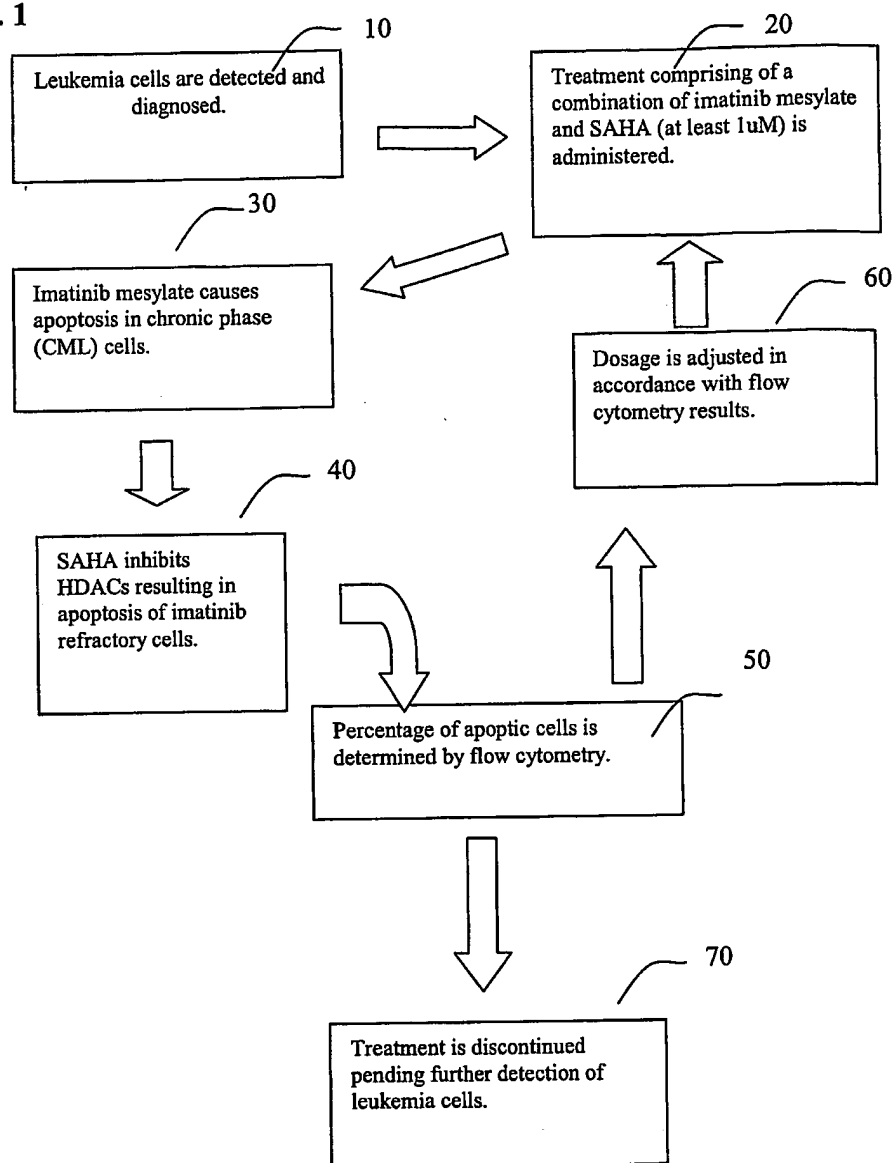 . 1
10
Leukemia cells are detected and
diagnosed.
20
Treatment comprising of a
combination of imatinib mesylate
and SAHA (at least 1uM) is
administered.
30
Imatinib mesylate causes
apoptosis in chronic phase
(CML) cells.
60
Dosage is adjusted in
accordance with flow
cytometry results.
40
SAHA inhibits
HDACs resulting in
apoptosis of imatinib
refractory cells.
50
Percentage of apoptic cells is
determined by flow cytometry.
70
Treatment is discontinued
pending further detection of
leukemia cells.